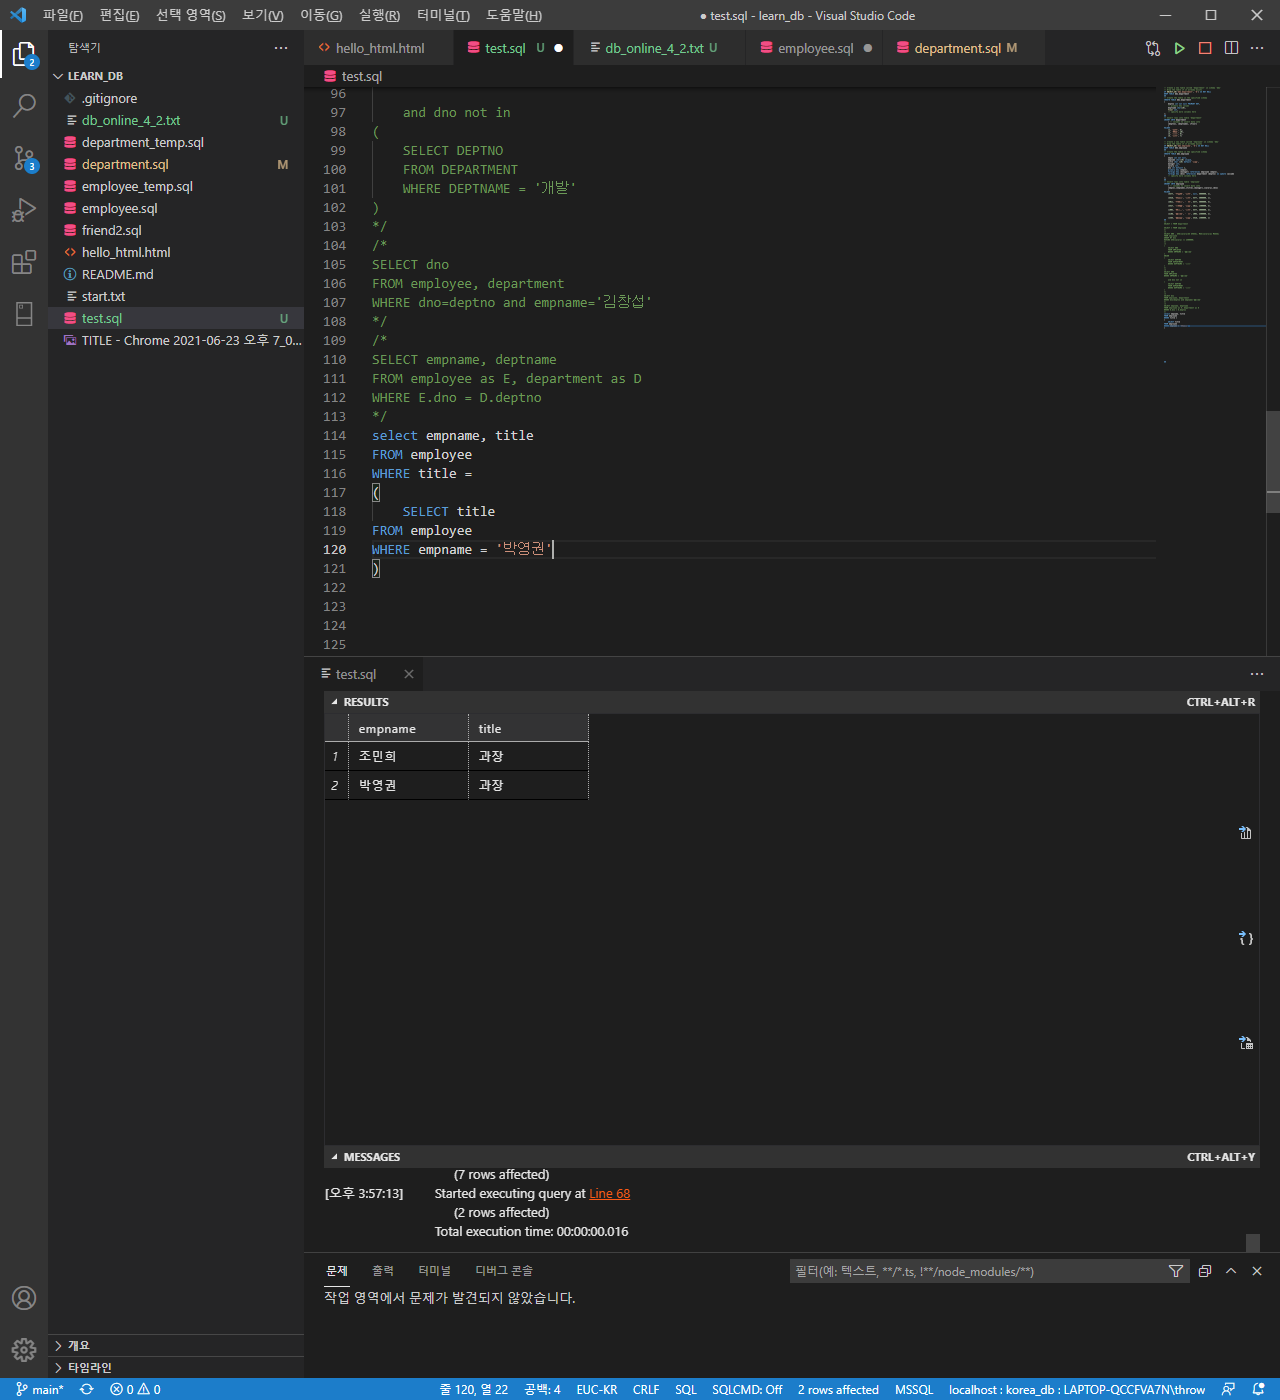 파일(F) 편집(E) 선택 영역(S) 보기(V) 이동(G) 실행(R) 터미널(T) 도움말(H) ● test.sql - learn_db - Visual Studio Code
탐색기 ···
LEARN_DB
.gitignore
db_online_4_2.txt U
department_temp.sql
department.sql M
employee_temp.sql
employee.sql
friend2.sql
hello_html.html
README.md
start.txt
test.sql U
TITLE - Chrome 2021-06-23 오후 7_0...
2
3
hello_html.html test.sql U ● db_online_4_2.txt U employee.sql ● department.sql M
test.sql
96
97 and dno not in
98 (
99 SELECT DEPTNO
100 FROM DEPARTMENT
101 WHERE DEPTNAME = '개발'
102 )
103 */
104 /*
105 SELECT dno
106 FROM employee, department
107 WHERE dno=deptno and empname='김창섭'
108 */
109 /*
110 SELECT empname, deptname
111 FROM employee as E, department as D
112 WHERE E.dno = D.deptno
113 */
114 select empname, title
115 FROM employee
116 WHERE title =
117 (
118 SELECT title
119 FROM employee
120 WHERE empname = '박영권'
121 )
122
123
124
125
test.sql
RESULTS CTRL+ALT+R
empname title
1 조민희 과장
2 박영권 과장
MESSAGES CTRL+ALT+Y
(7 rows affected)
[오후 3:57:13] Started executing query at Line 68
(2 rows affected)
Total execution time: 00:00:00.016
문제 출력 터미널 디버그 콘솔 필터(예: 텍스트, **/*.ts, !**/node_modules/**)
작업 영역에서 문제가 발견되지 않았습니다.
개요
타임라인
main* 0 0 줄 120, 열 22 공백: 4 EUC-KR CRLF SQL SQLCMD: Off 2 rows affected MSSQL localhost : korea_db : LAPTOP-QCCFVA7N\throw